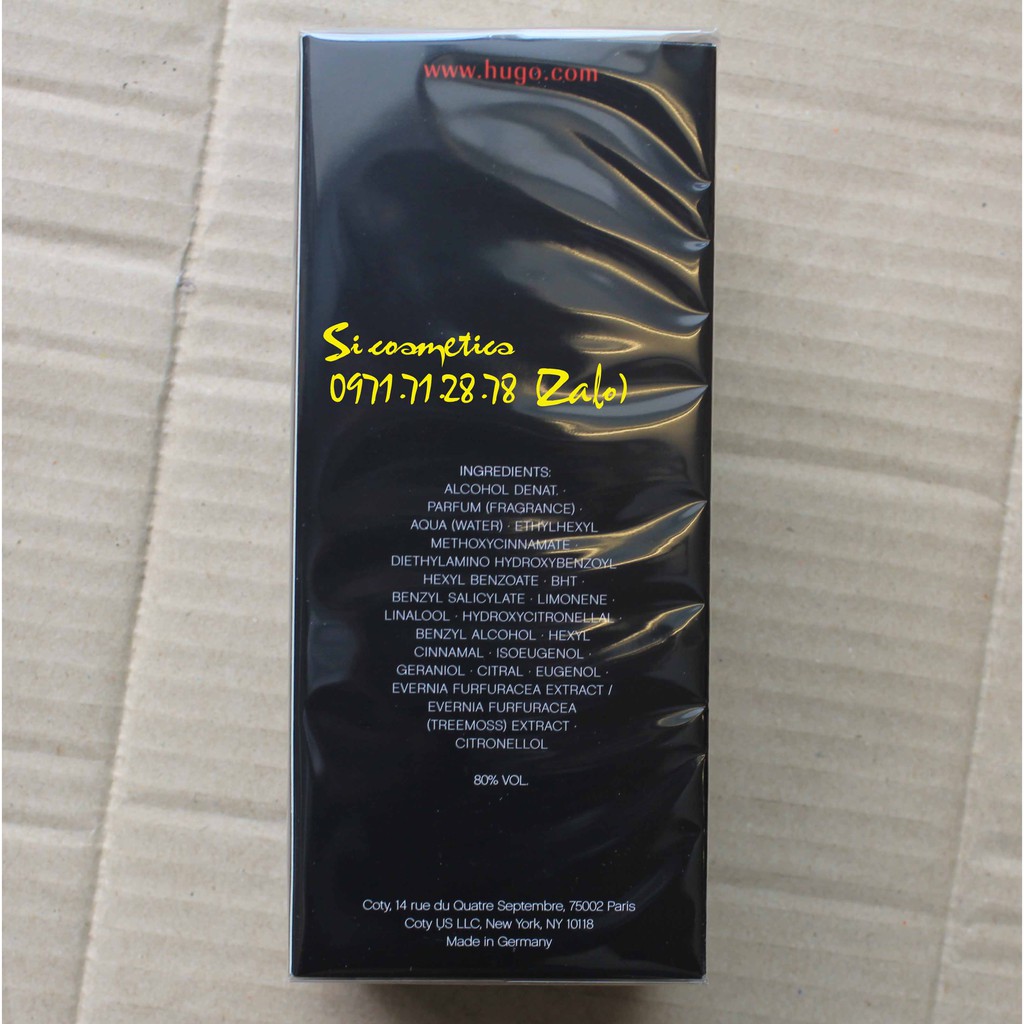 www.hugo.com
Si cosmetics
0971.71.28.78 (Zalo)
INGREDIENTS:
ALCOHOL DENAT. ·
PARFUM (FRAGRANCE) ·
AQUA (WATER) · ETHYLHEXYL
METHOXYCINNAMATE ·
DIETHYLAMINO HYDROXYBENZOYL
HEXYL BENZOATE · BHT ·
BENZYL SALICYLATE · LIMONENE ·
LINALOOL · HYDROXYCITRONELLAL ·
BENZYL ALCOHOL · HEXYL
CINNAMAL · ISOEUGENOL ·
GERANIOL · CITRAL · EUGENOL ·
EVERNIA FURFURACEA EXTRACT /
EVERNIA FURFURACEA
(TREEMOSS) EXTRACT ·
CITRONELLOL
80% VOL.
Coty, 14 rue du Quatre Septembre, 75002 Paris
Coty US LLC, New York, NY 10118
Made in Germany